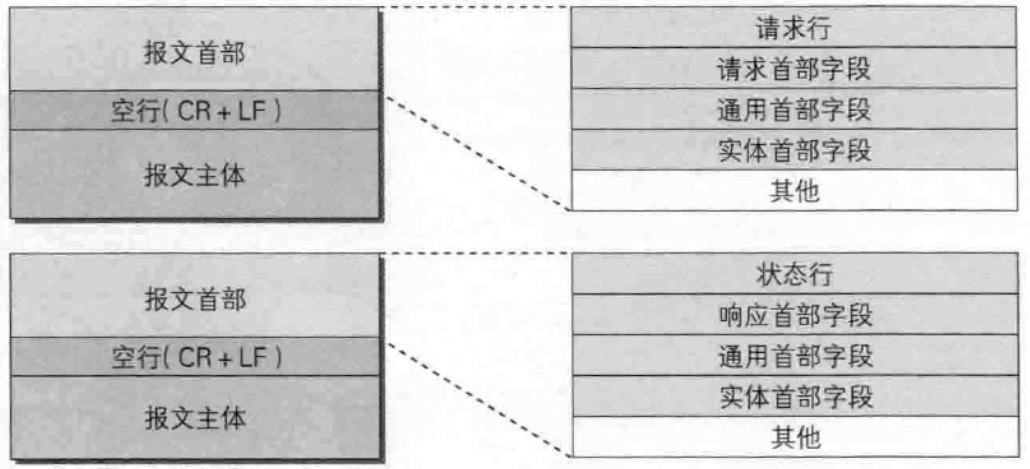 报文首部
空行( CR + LF )
报文主体
请求行
请求首部字段
通用首部字段
实体首部字段
其他
报文首部
空行( CR + LF )
报文主体
状态行
响应首部字段
通用首部字段
实体首部字段
其他